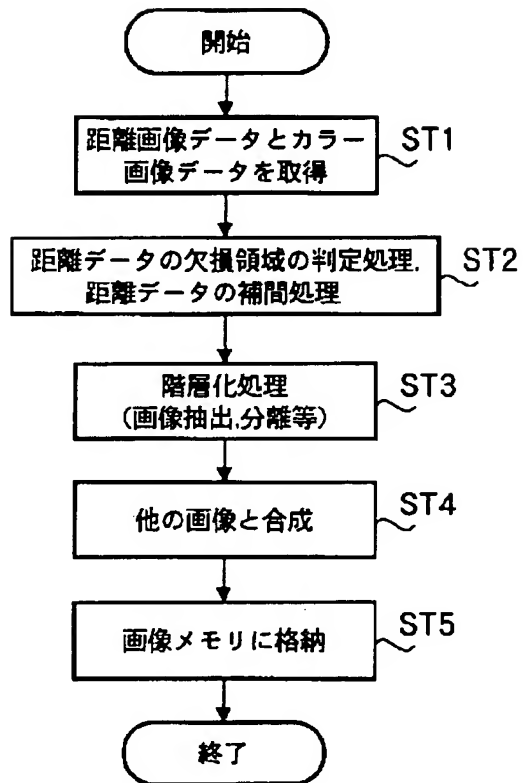 開始
距離画像データとカラー
画像データを取得
ST1
距離データの欠損領域の判定処理,
距離データの補間処理
ST2
階層化処理
(画像抽出,分離等)
ST3
他の画像と合成
ST4
画像メモリに格納
ST5
終了